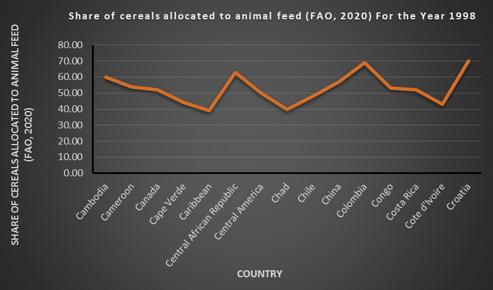 Share of cereals allocated to animal feed (FAO, 2020) For the Year 1998
SHARE OF CEREALS ALLOCATED TO ANIMAL FEED
(FAO, 2020)
80.00
70.00
60.00
50.00
40.00
30.00
20.00
10.00
0.00
Cambodia
Cameroon
Canada
Cape Verde
Caribbean
Central African Republic
Central America
Chad
Chile
China
Colombia
Congo
Costa Rica
Cote d'Ivoire
Croatia
COUNTRY